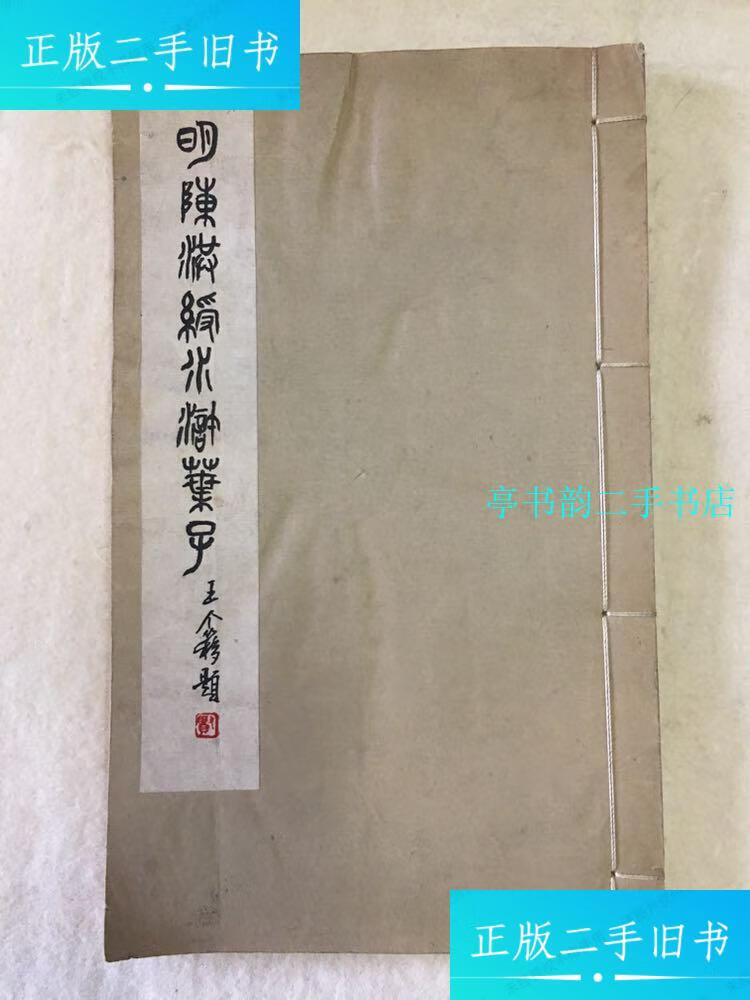 正版二手旧书
明陳洪綬水滸葉子
王个簃題
亭书韵二手书店
正版二手旧书